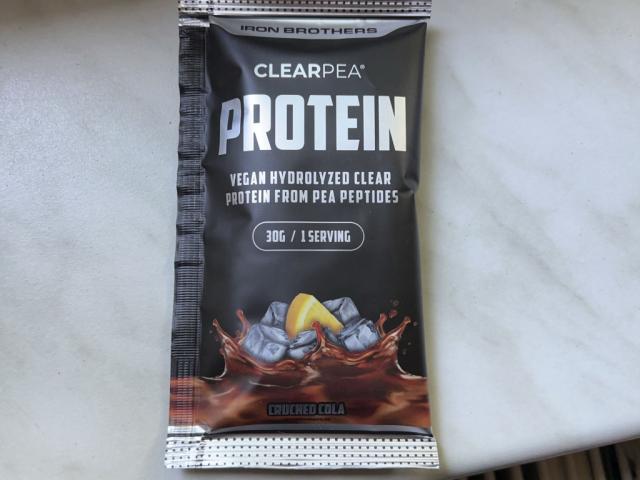 IRON BROTHERS
CLEARPEA®
PROTEIN
VEGAN HYDROLYZED CLEAR
PROTEIN FROM PEA PEPTIDES
30G / 1 SERVING
CRUCHED COLA